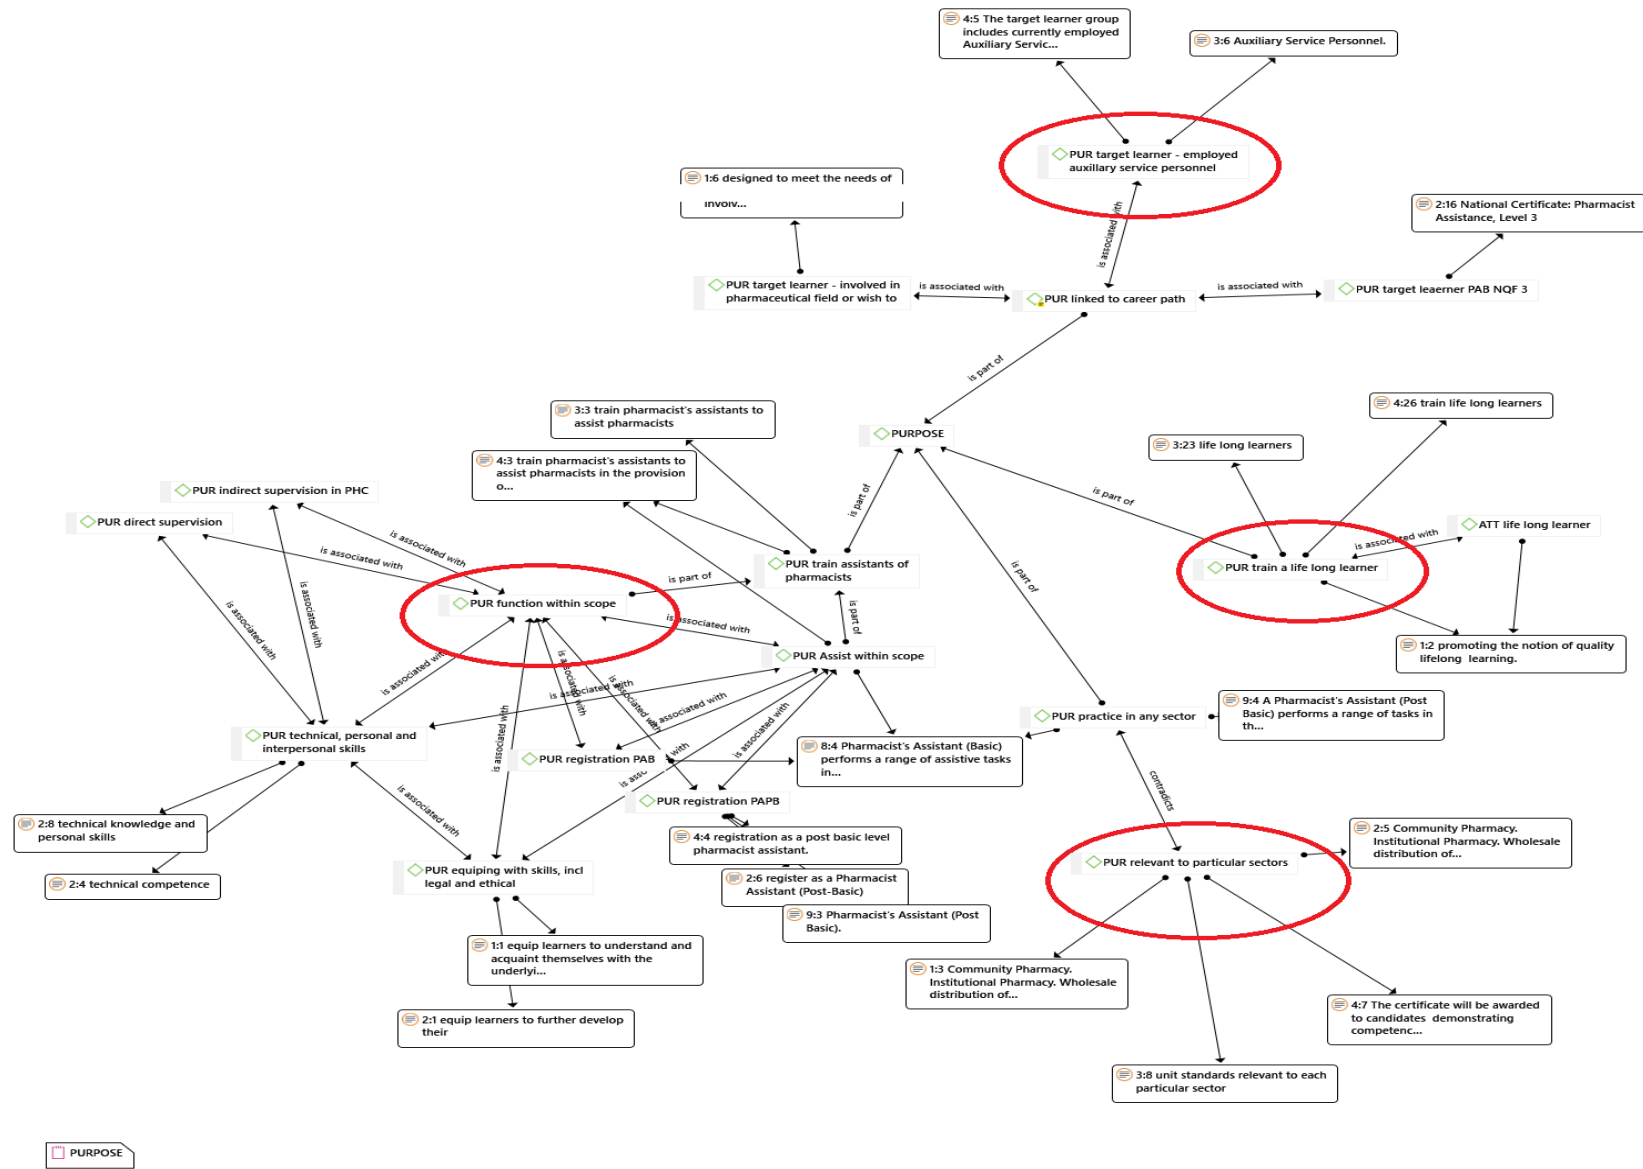 4:5 The target learner group
includes currently employed
Auxiliary Servic...
3:6 Auxiliary Service Personnel.
PUR target learner - employed
auxillary service personnel
1:6 designed to meet the needs of
involv...
2:16 National Certificate: Pharmacist
Assistance, Level 3
is associated with
PUR target learner - involved in
pharmaceutical field or wish to
is associated with
PUR linked to career path
is associated with
PUR target leaerner PAB NQF 3
is part of
3:3 train pharmacist's assistants to
assist pharmacists
4:26 train life long learners
PURPOSE
3:23 life long learners
4:3 train pharmacist's assistants to
assist pharmacists in the provision
o...
PUR indirect supervision in PHC
PUR direct supervision
is part of
is part of
ATT life long learner
is associated with
is associated with
is associated with
PUR train assistants of
pharmacists
is part of
PUR train a life long learner
is part of
PUR function within scope
is associated with
is part of
is associated with
is associated with
PUR Assist within scope
1:2 promoting the notion of quality
lifelong  learning.
is associated with
is associated with
is associated with
is associated with
is associated with
is associated with
is associated with
PUR technical, personal and
interpersonal skills
PUR practice in any sector
9:4 A Pharmacist's Assistant (Post
Basic) performs a range of tasks in
th...
PUR registration PAB
8:4 Pharmacist's Assistant (Basic)
performs a range of assistive tasks
in...
is assoc with
contradicts
PUR registration PAPB
is associated with
2:8 technical knowledge and
personal skills
4:4 registration as a post basic level
pharmacist assistant.
2:5 Community Pharmacy.
Institutional Pharmacy. Wholesale
distribution of...
PUR relevant to particular sectors
PUR equiping with skills, incl
legal and ethical
2:4 technical competence
2:6 register as a Pharmacist
Assistant (Post-Basic)
9:3 Pharmacist's Assistant (Post
Basic).
1:1 equip learners to understand and
acquaint themselves with the
underlyi...
1:3 Community Pharmacy.
Institutional Pharmacy. Wholesale
distribution of...
4:7 The certificate will be awarded
to candidates  demonstrating
competenc...
2:1 equip learners to further develop
their
3:8 unit standards relevant to each
particular sector
PURPOSE